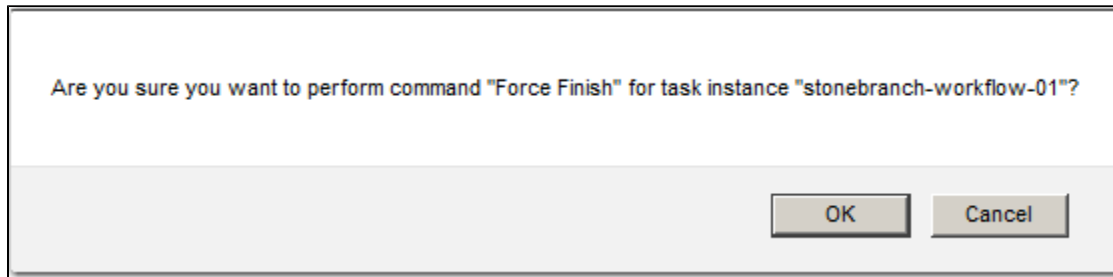 Are you sure you want to perform command "Force Finish" for task instance "stonebranch-workflow-01"?
OK
Cancel